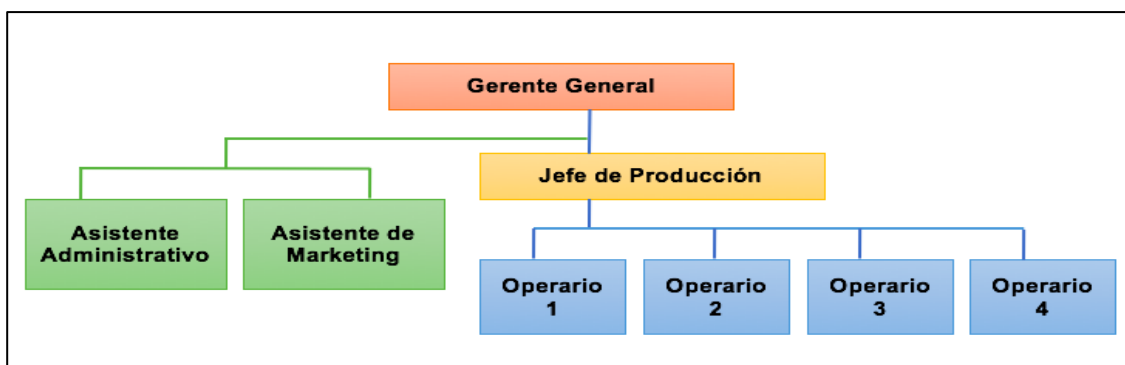 Gerente General
Jefe de Producción
Asistente
Administrativo
Asistente de
Marketing
Operario
1
Operario
2
Operario
3
Operario
4